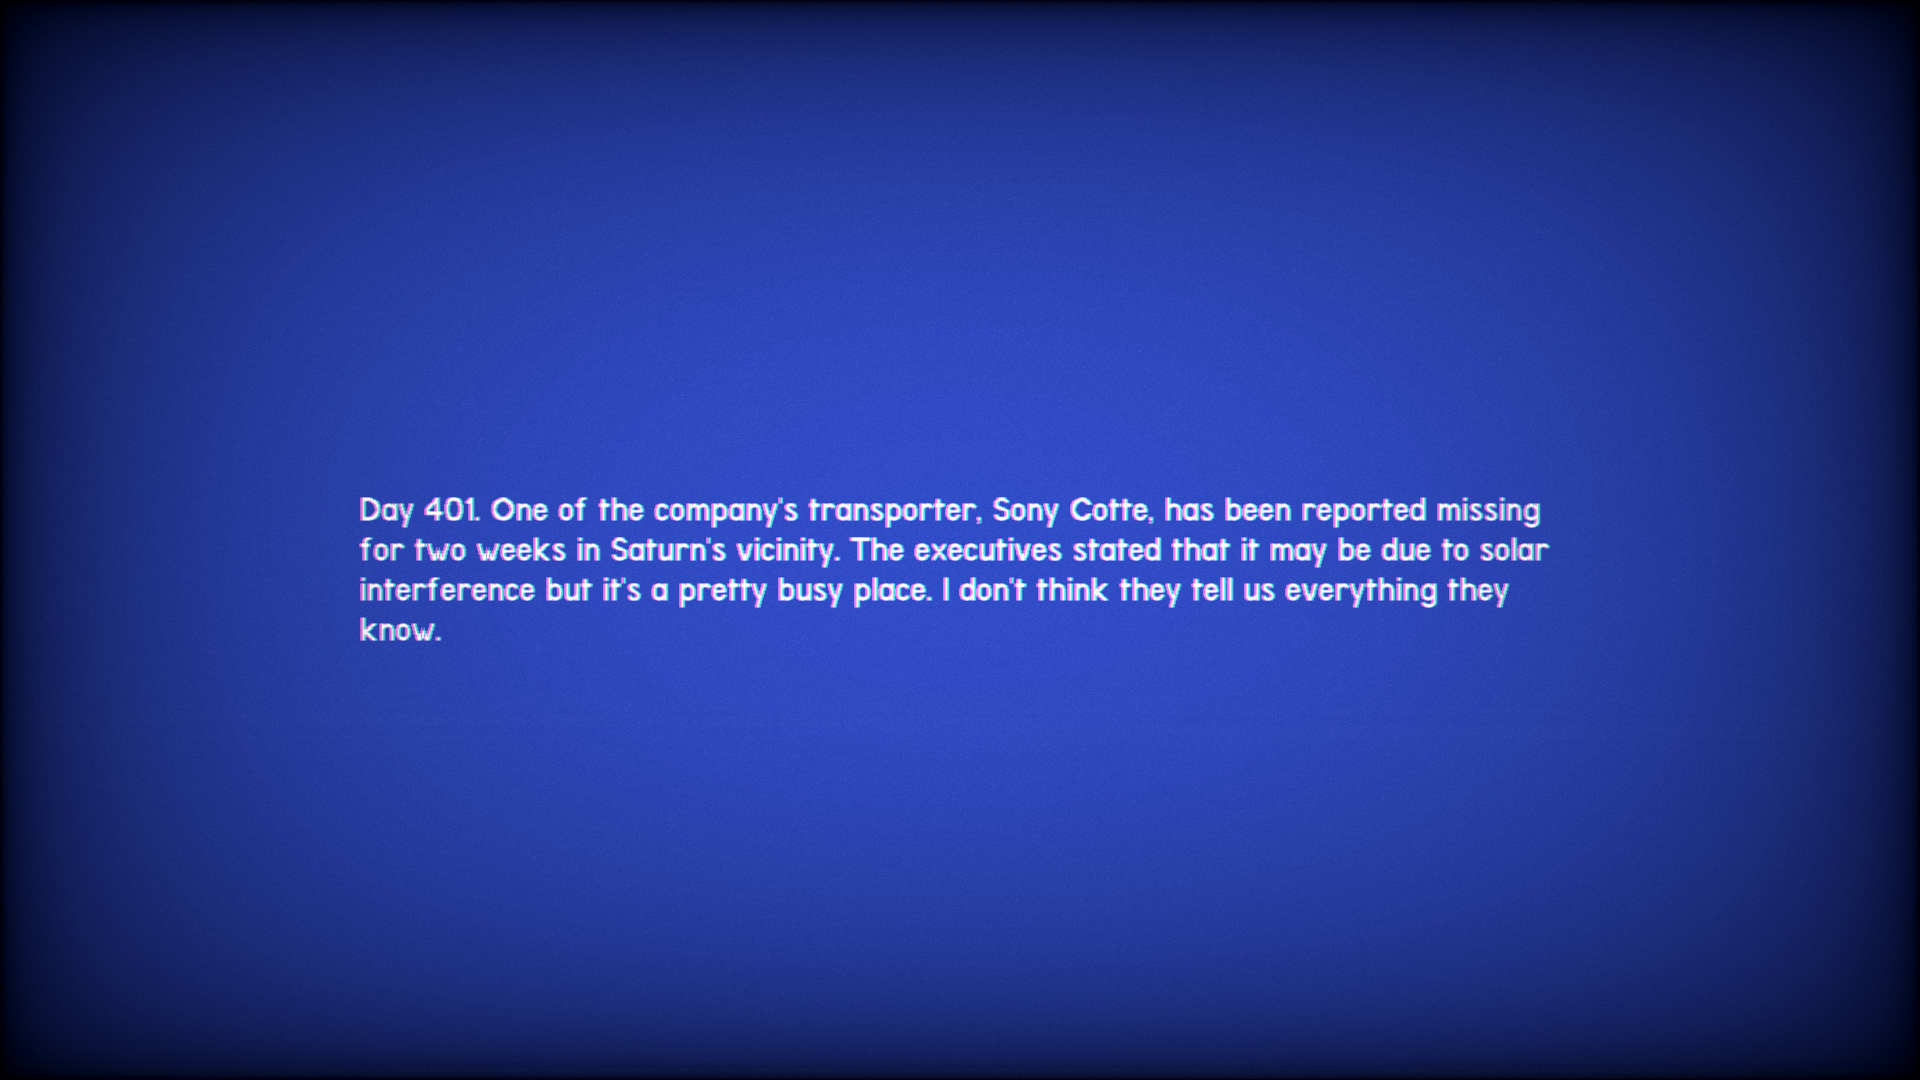 Day 401. One of the company's transporter, Sony Cotte, has been reported missing
for two weeks in Saturn's vicinity. The executives stated that it may be due to solar
interference but it's a pretty busy place. I don't think they tell us everything they
know.